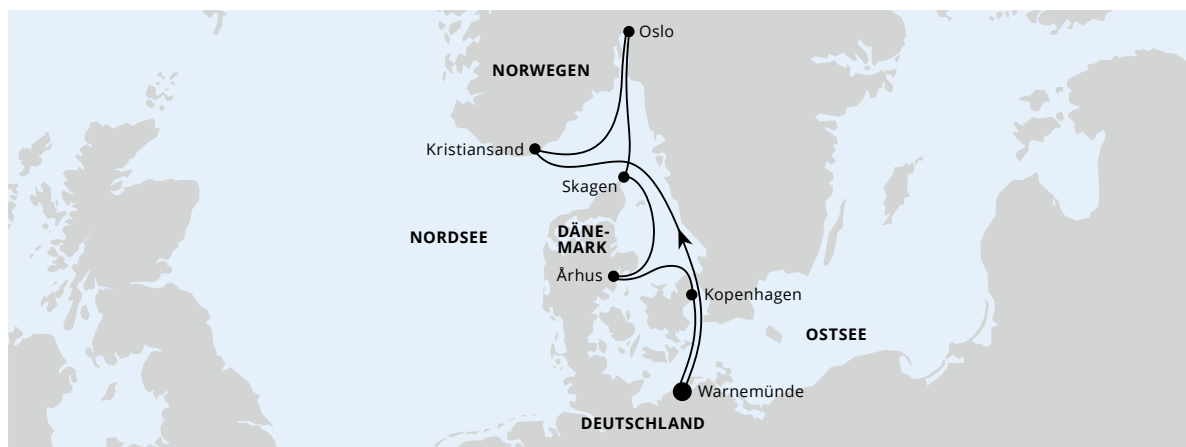 Oslo
NORWEGEN
Kristiansand
Skagen
NORDSEE
DÄNE-
MARK
Århus
Kopenhagen
OSTSEE
Warnemünde
DEUTSCHLAND